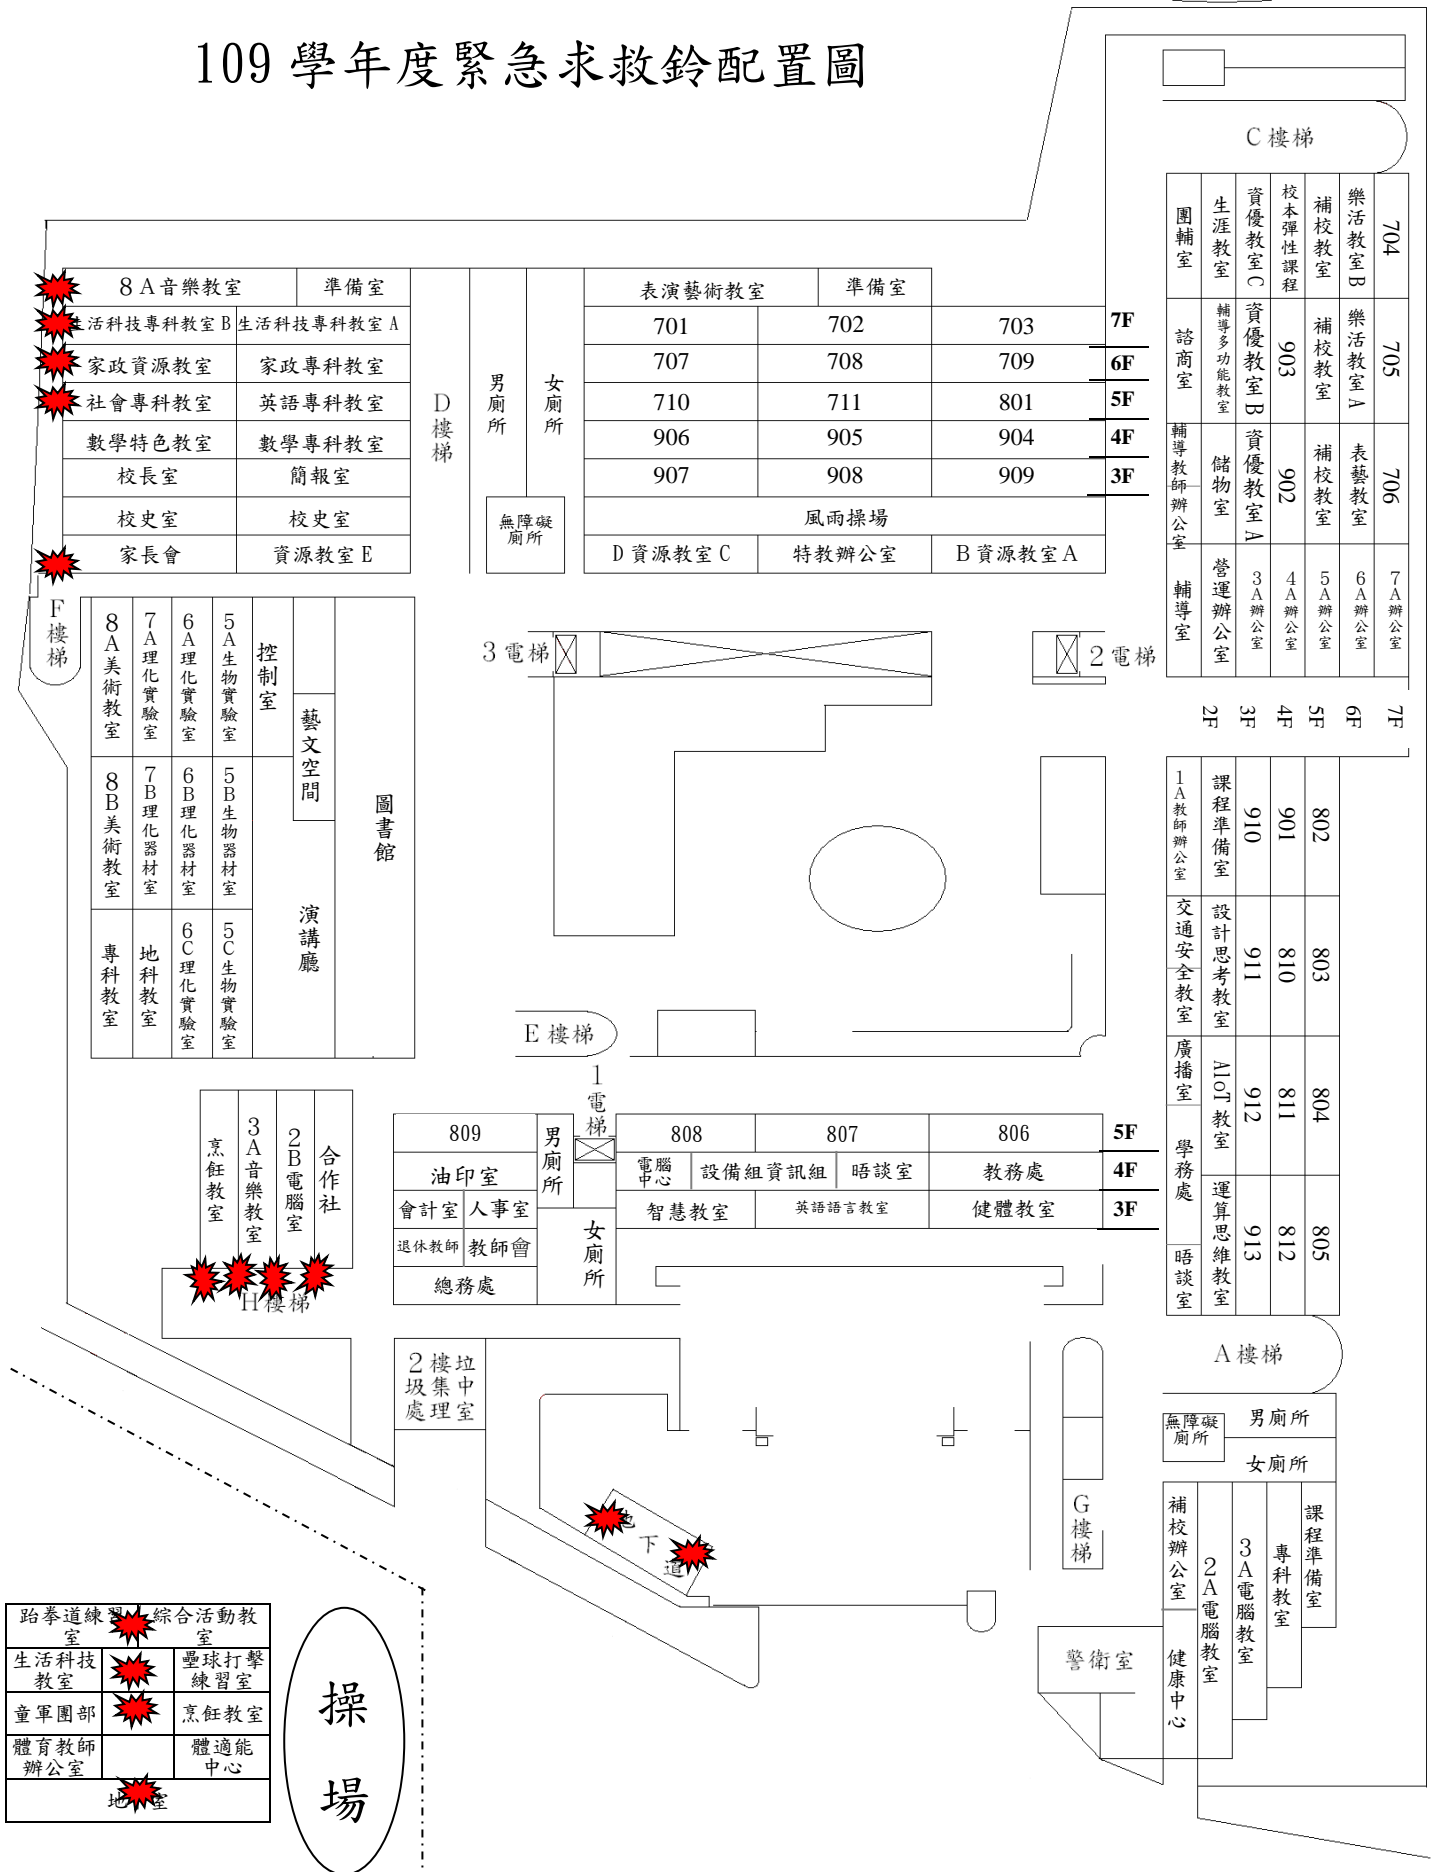 109 學年度緊急求救鈴配置圖
C 樓梯
團輔室
生涯教室
資優教室C
校本彈性課程
補校教室
樂活教室B
704
諮商室
輔導多功能教室
資優教室B
903
補校教室
樂活教室A
705
輔導教師辦公室
儲物室
資優教室A
902
補校教室
表藝教室
706
輔導室
營運辦公室
3A辦公室
4A辦公室
5A辦公室
6A辦公室
7A辦公室
2F
3F
4F
5F
6F
7F
8A音樂教室
準備室
生活科技專科教室 B
生活科技專科教室 A
家政資源教室
家政專科教室
社會專科教室
英語專科教室
數學特色教室
數學專科教室
校長室
簡報室
校史室
校史室
家長會
資源教室 E
D樓梯
男廁所
女廁所
無障礙廁所
表演藝術教室
準備室
701
702
703
7F
707
708
709
6F
710
711
801
5F
906
905
904
4F
907
908
909
3F
風雨操場
D 資源教室 C
特教辦公室
B 資源教室 A
F樓梯
8A美術教室
7A理化實驗室
6A理化實驗室
5A生物實驗室
控制室
藝文空間
圖書館
8B美術教室
7B理化器材室
6B理化器材室
5B生物器材室
演講廳
專科教室
地科教室
6C理化實驗室
5C生物實驗室
3電梯
2電梯
E 樓梯
1電梯
1A教師辦公室
課程準備室
910
901
802
交通安全教室
設計思考教室
911
810
803
廣播室
AloT教室
912
811
804
學務處
運算思維教室
913
812
805
晤談室
烹飪教室
3A音樂教室
2B電腦室
合作社
H樓梯
809
油印室
會計室
人事室
退休教師
教師會
總務處
男廁所
女廁所
808
807
806
5F
電腦中心
設備組資訊組
晤談室
教務處
4F
智慧教室
英語語言教室
健體教室
3F
A 樓梯
2樓垃
圾集中
處理室
無障礙廁所
男廁所
女廁所
G樓梯
補校辦公室
2A電腦教室
3A電腦教室
專科教室
課程準備室
健康中心
警衛室
地下道
跆拳道練習室
綜合活動教室
生活科技教室
壘球打擊練習室
童軍團部
烹飪教室
體育教師辦公室
體適能中心
地 室
操場